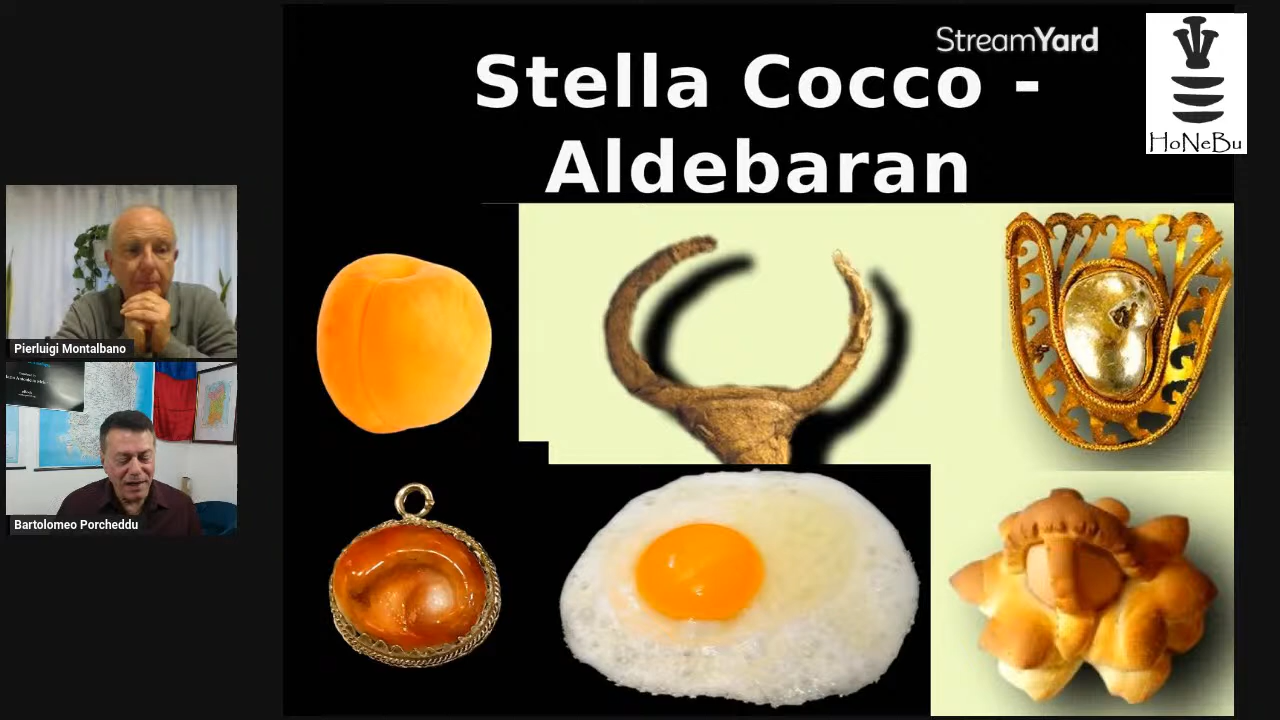 StreamYard
Stella Cocco -
Aldebaran
HoNeBu
Pierluigi Montalbano
Bartolomeo Porcheddu